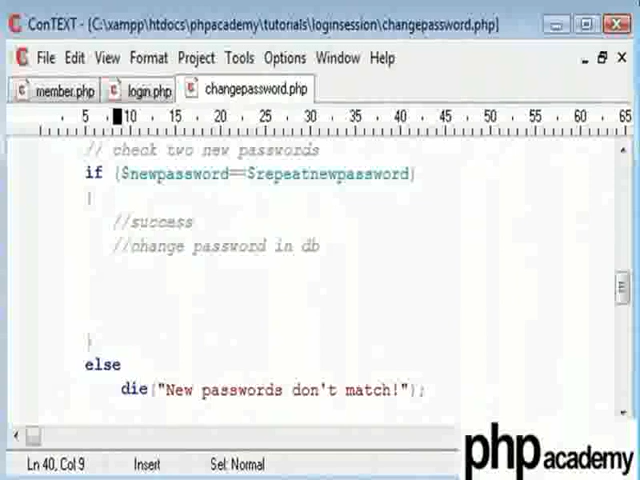 ConTEXT - [C:\xampp\htdocs\phpacademy\tutorials\loginsession\changepassword.php]
File Edit View Format Project Tools Options Window Help
member.php login.php changepassword.php
5 10 15 20 25 30 35 40 45 50 55 60 65
// check two new passwords
if ($newpassword==$repeatnewpassword)
{
//success
//change password in db
}
else
die("New passwords don't match!");
Ln 40, Col 9 Insert Sel: Normal
php academy